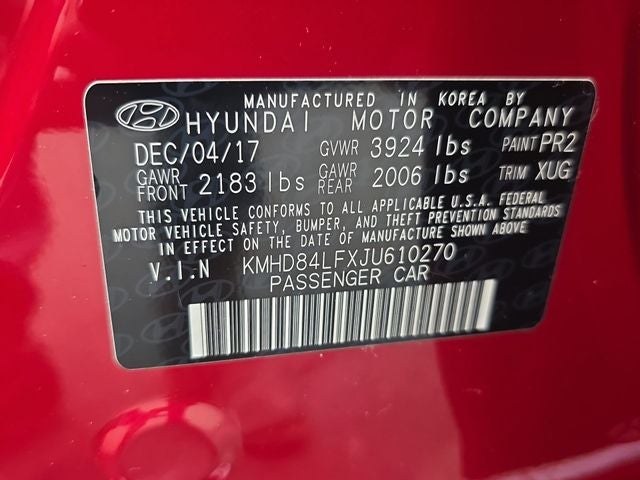 MANUFACTURED IN KOREA BY
HYUNDAI MOTOR COMPANY
DEC/04/17 GVWR 3924 lbs PAINT PR2
GAWR FRONT 2183 lbs GAWR REAR 2006 lbs TRIM XUG
THIS VEHICLE CONFORMS TO ALL APPLICABLE U.S.A. FEDERAL
MOTOR VEHICLE SAFETY, BUMPER, AND THEFT PREVENTION STANDARDS
IN EFFECT ON THE DATE OF MANUFACTURE SHOWN ABOVE.
V.I.N KMHD84LFXJU610270
PASSENGER CAR